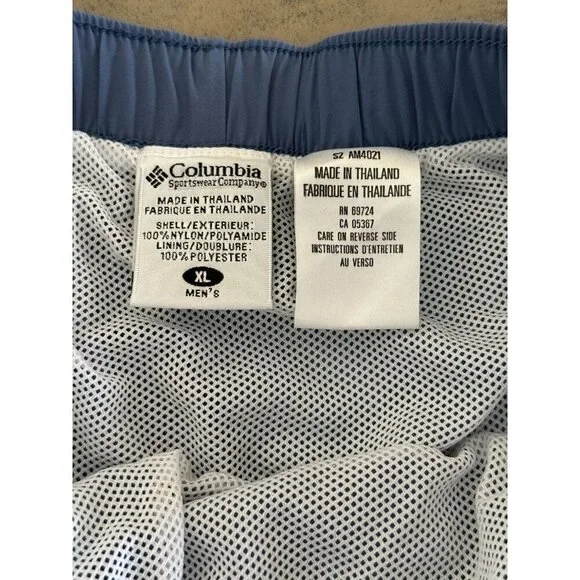 Columbia
Sportswear Company®
MADE IN THAILAND
FABRIQUE EN THAILANDE
SHELL/EXTERIEUR:
100% NYLON/POLYAMIDE
LINING/DOUBLURE:
100% POLYESTER
XL
MEN'S
S2 AM4021
MADE IN THAILAND
FABRIQUE EN THAILANDE
RN 69724
CA 05367
CARE ON REVERSE SIDE
INSTRUCTIONS D'ENTRETIEN
AU VERSO